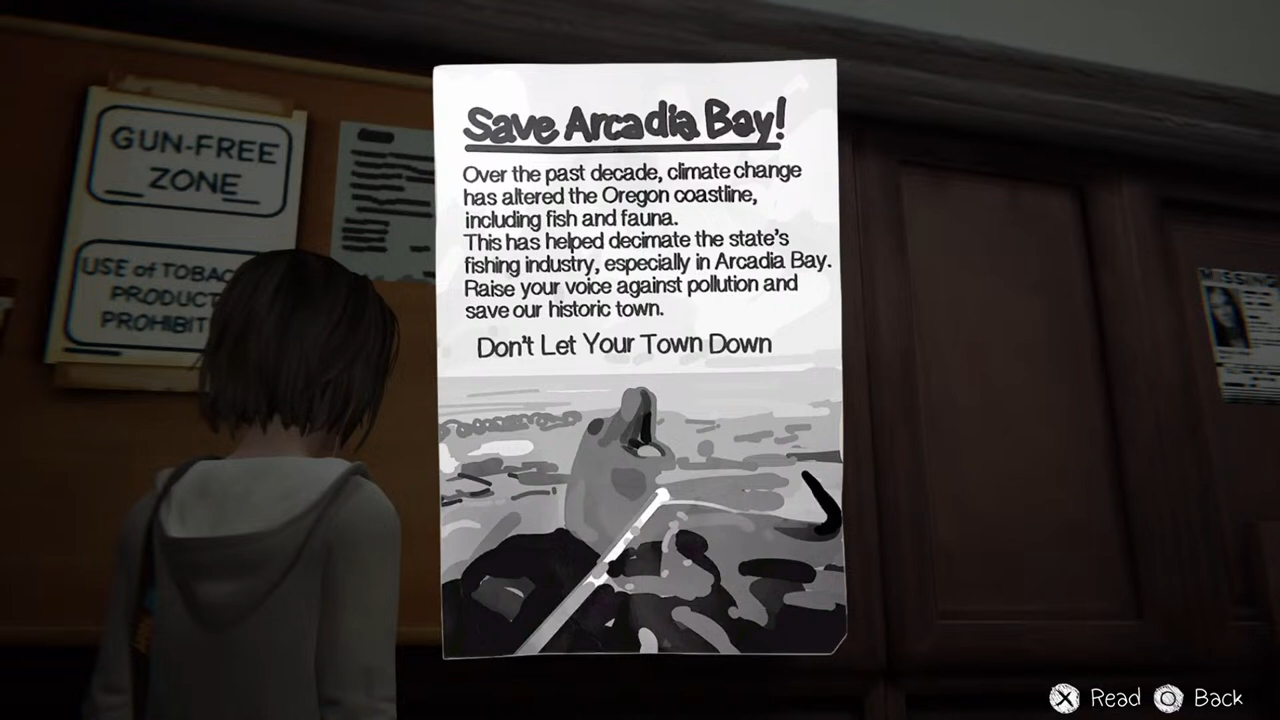 GUN-FREE
ZONE
USE of TOBAC
PRODUCT
PROHIBIT
Save Arcadia Bay!
Over the past decade, climate change
has altered the Oregon coastline,
including fish and fauna.
This has helped decimate the state's
fishing industry, especially in Arcadia Bay.
Raise your voice against pollution and
save our historic town.
Don't Let Your Town Down
MISSING
Read
Back